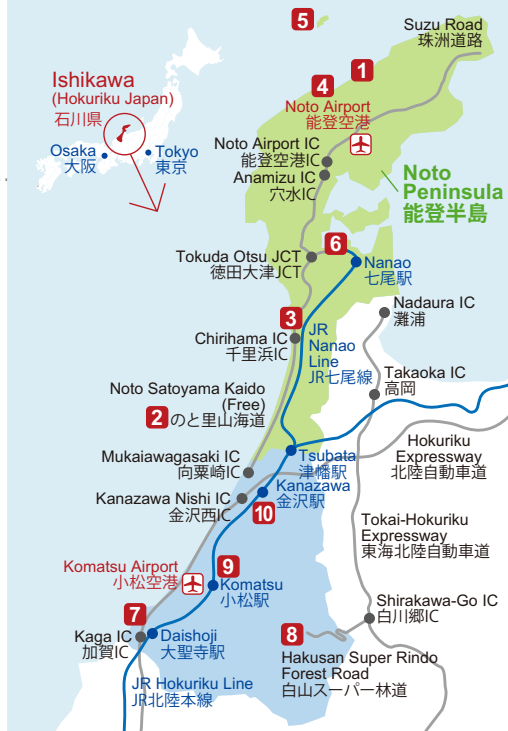 5
Suzu Road
珠洲道路
1
4
Ishikawa
(Hokuriku Japan)
石川県
Osaka
大阪
Tokyo
東京
Noto Airport
能登空港
Noto Airport IC
能登空港IC
Anamizu IC
穴水IC
Noto
Peninsula
能登半島
6
Tokuda Otsu JCT
徳田大津JCT
Nanao
七尾駅
Nadaura IC
灘浦
3
Chirihama IC
千里浜IC
JR
Nanao
Line
JR七尾線
Takaoka IC
高岡
Noto Satoyama Kaido
(Free)
2 のと里山海道
Mukaiawagasaki IC
向粟崎IC
Tsubata
津幡駅
Hokuriku
Expressway
北陸自動車道
Kanazawa Nishi IC
金沢西IC
Kanazawa
金沢駅
10
Tokai-Hokuriku
Expressway
東海北陸自動車道
Komatsu Airport
小松空港
9
Komatsu
小松駅
Shirakawa-Go IC
白川郷IC
7
Kaga IC
加賀IC
Daishoji
大聖寺駅
8
Hakusan Super Rindo
Forest Road
白山スーパー林道
JR Hokuriku Line
JR北陸本線